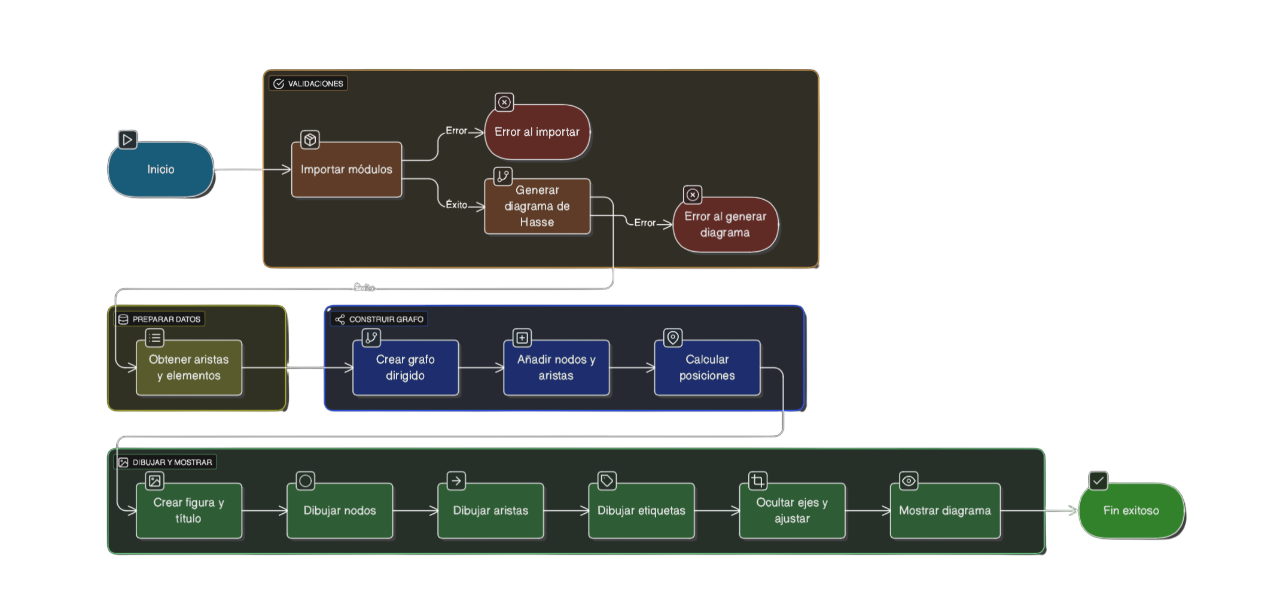 VALIDACIONES
Inicio
Importar módulos
Error
Error al importar
Éxito
Generar
diagrama de
Hasse
Error
Error al generar
diagrama
PREPARAR DATOS
Obtener aristas
y elementos
CONSTRUIR GRAFO
Crear grafo
dirigido
Añadir nodos y
aristas
Calcular
posiciones
DIBUJAR Y MOSTRAR
Crear figura y
título
Dibujar nodos
Dibujar aristas
Dibujar etiquetas
Ocultar ejes y
ajustar
Mostrar diagrama
Fin exitoso